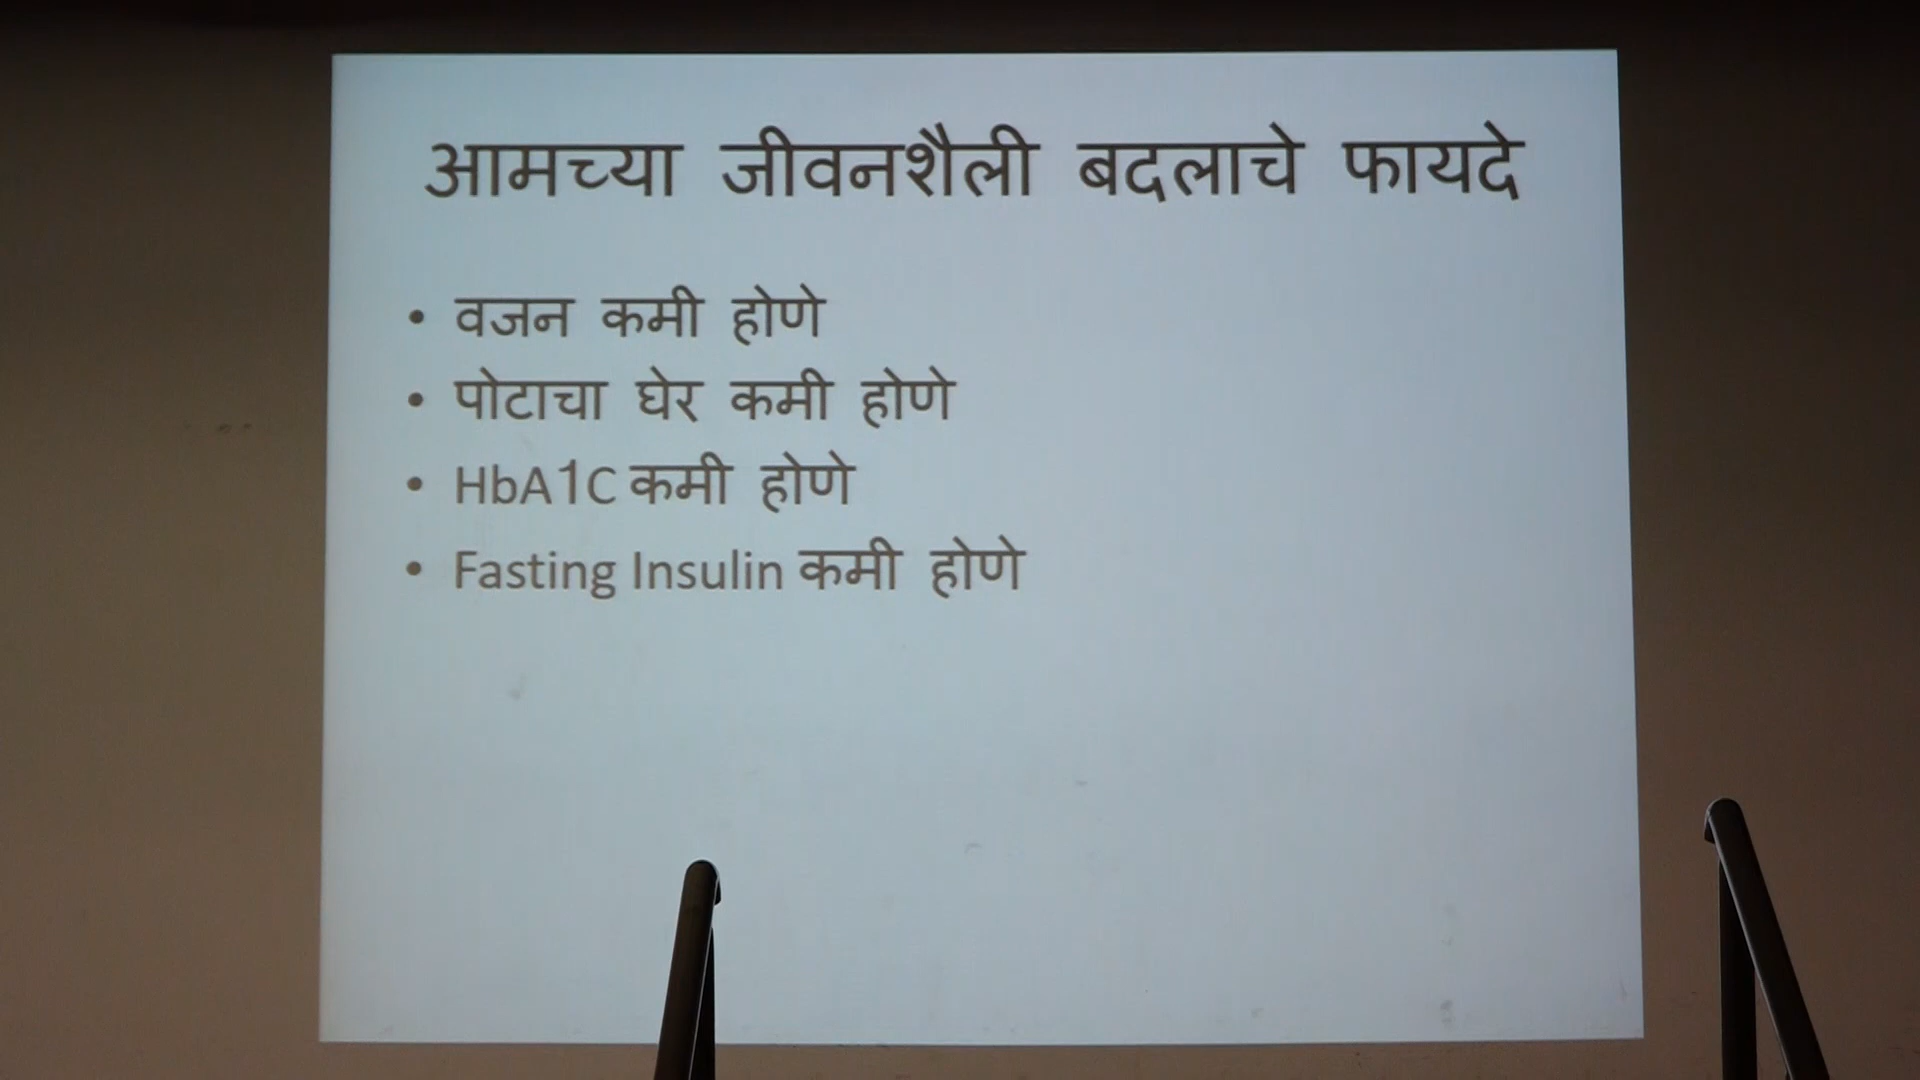 आमच्या जीवनशैली बदलाचे फायदे
• वजन कमी होणे
• पोटाचा घेर कमी होणे
• HbA1C कमी होणे
• Fasting Insulin कमी होणे